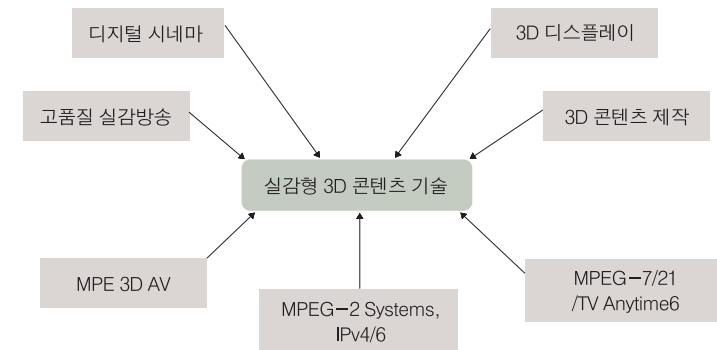 디지털 시네마
3D 디스플레이
고품질 실감방송
3D 콘텐츠 제작
실감형 3D 콘텐츠 기술
MPE 3D AV
MPEG-2 Systems,
IPv4/6
MPEG-7/21
/TV Anytime6